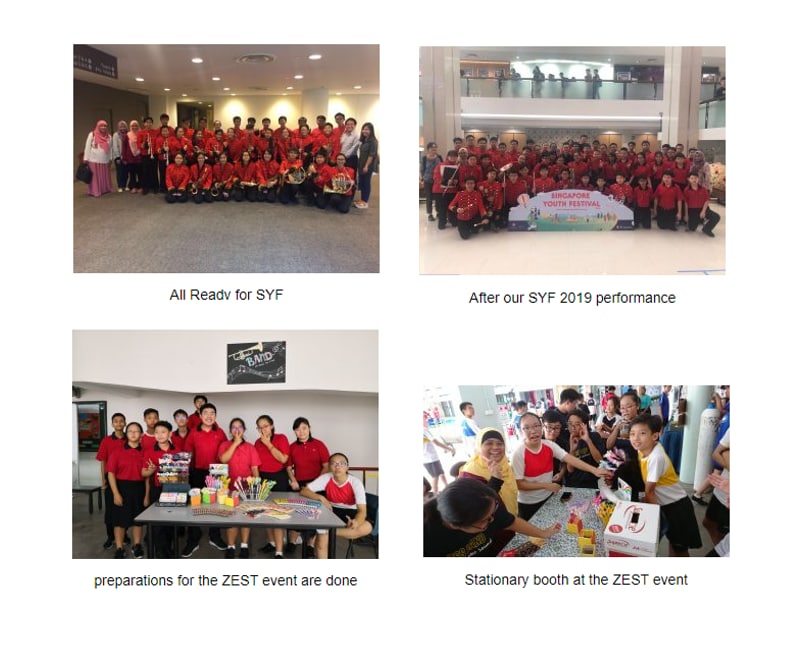 SINGAPORE
YOUTH FESTIVAL
All Ready for SYF
After our SYF 2019 performance
BAND
preparations for the ZEST event are done
Stationary booth at the ZEST event